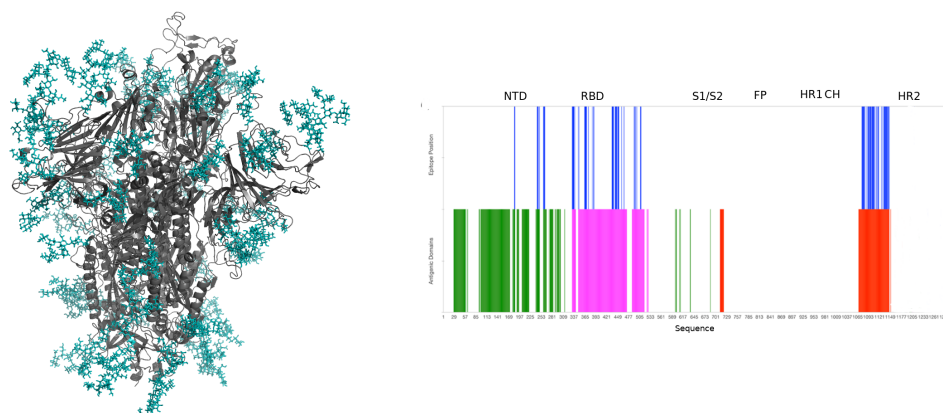 NTD RBD S1/S2 FP HR1 CH HR2
Epitope Position
Antigenic Domains
1 29 57 85 113 141 169 197 225 253 281 309 337 365 393 421 449 477 505 533 561 589 617 645 673 701 729 757 785 813 841 869 897 925 953 981 1009 1037 1065 1093 1121 1149 1177 1205 1233 1261
Sequence